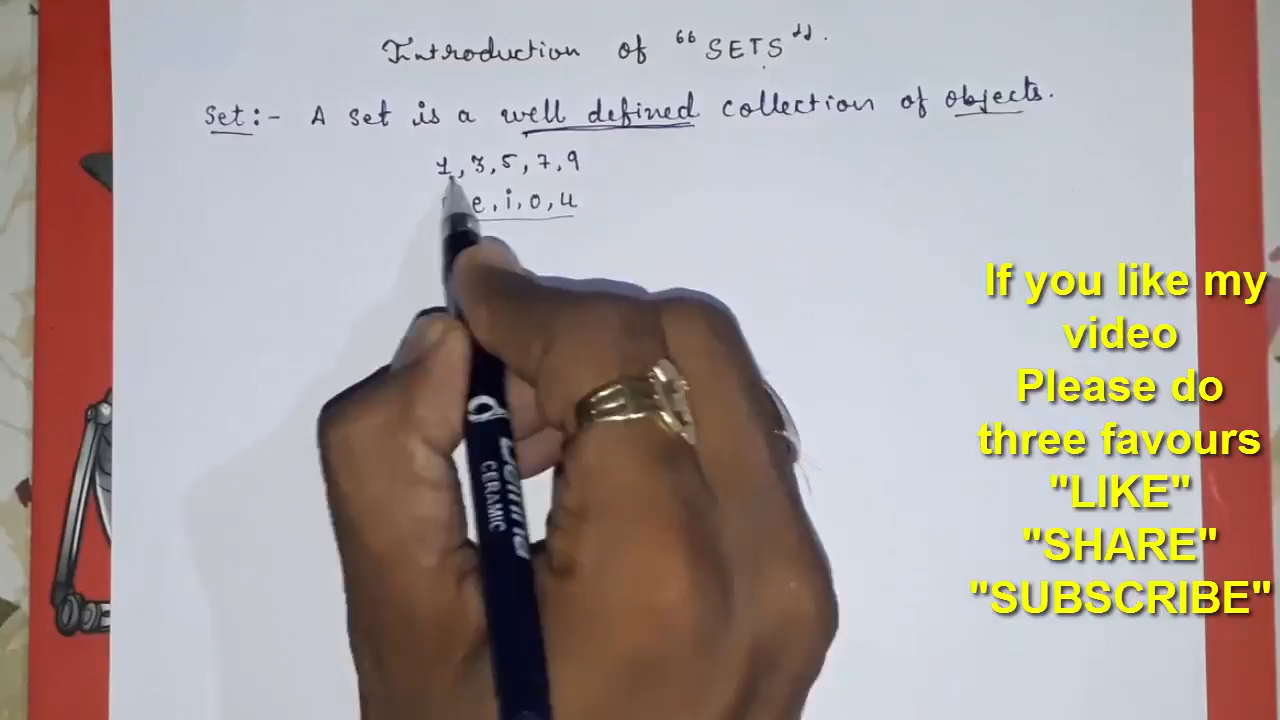 Introduction of "SETS".
Set:- A set is a well defined collection of objects.
1, 3, 5, 7, 9
e, i, o, u
If you like my
video
Please do
three favours
"LIKE"
"SHARE"
"SUBSCRIBE"
CERAMIC